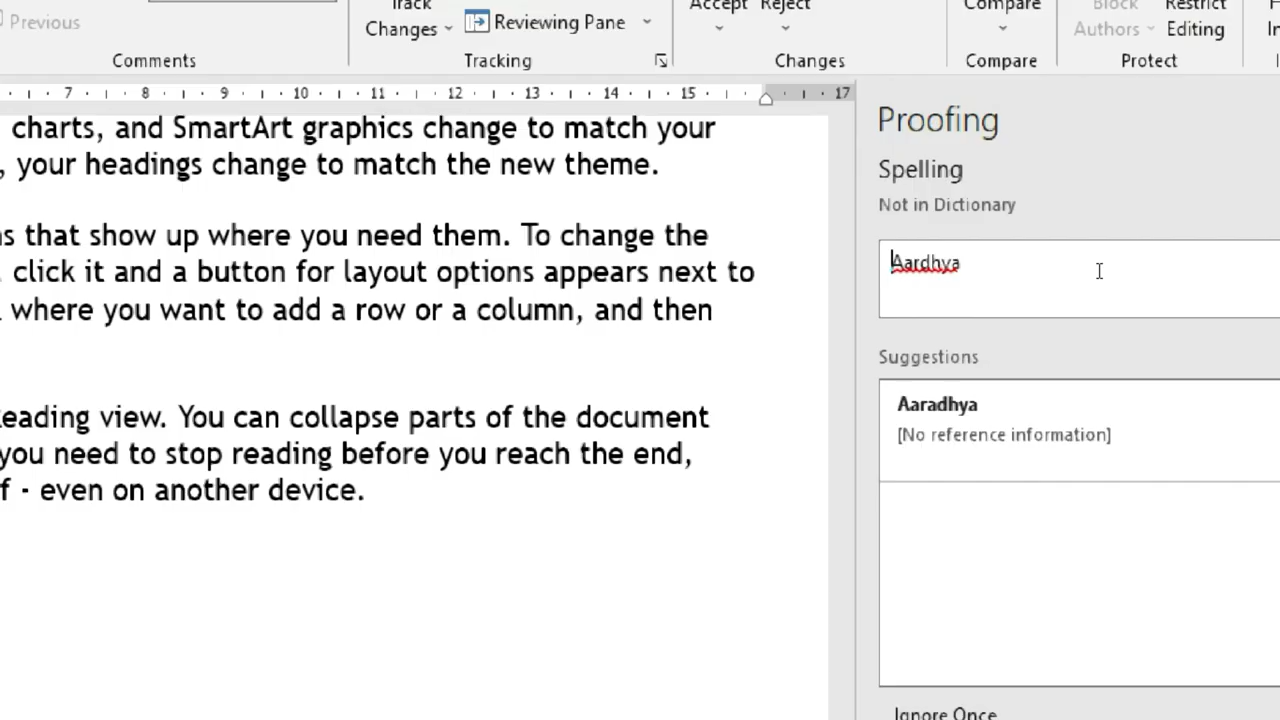 Previous
Track
Changes
Reviewing Pane
Accept
Reject
Compare
Block
Authors
Restrict
Editing
Comments
Tracking
Changes
Compare
Protect
7 8 9 10 11 12 13 14 15 17
charts, and SmartArt graphics change to match your
, your headings change to match the new theme.
that show up where you need them. To change the
click it and a button for layout options appears next to
where you want to add a row or a column, and then
Reading view. You can collapse parts of the document
you need to stop reading before you reach the end,
- even on another device.
Proofing
Spelling
Not in Dictionary
Aardhya
Suggestions
Aaradhya
[No reference information]
Ignore Once